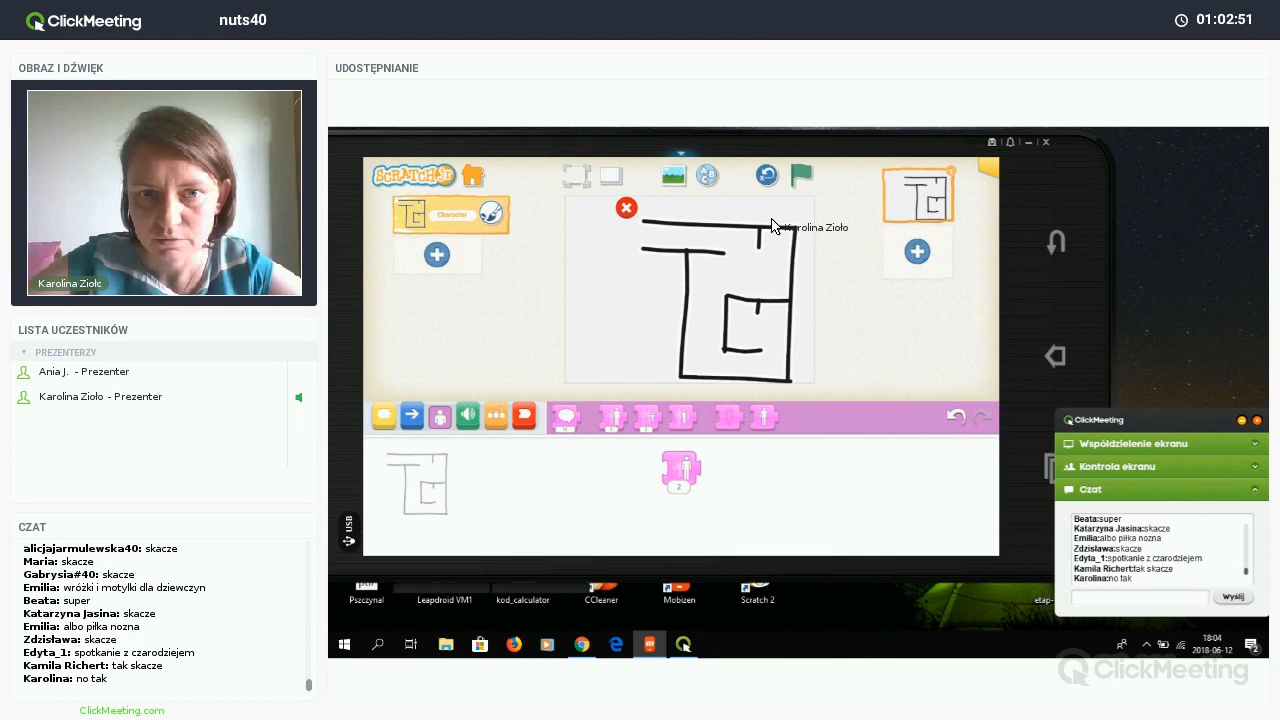 ClickMeeting
nuts40
01:02:51
OBRAZ I DŹWIĘK
UDOSTĘPNIANIE
Karolina Zioło
LISTA UCZESTNIKÓW
PREZENTERZY
Ania J. - Prezenter
Karolina Zioło - Prezenter
CZAT
alicjajarmulewska40: skacze
Maria: skacze
Gabrysia#40: skacze
Emilia: wróżki i motylki dla dziewczyn
Beata: super
Katarzyna Jasina: skacze
Emilia: albo piłka nozna
Zdzisława: skacze
Edyta_1: spotkanie z czarodziejem
Kamila Richert: tak skacze
Karolina: no tak
ClickMeeting.com
SCRATCHJR
Character
ABC
Karolina Zioło
2
USB
ClickMeeting
Współdzielenie ekranu
Kontrola ekranu
Czat
Beata:super
Katarzyna Jasina:skacze
Emilia:albo piłka nozna
Zdzisława:skacze
Edyta_1:spotkanie z czarodziejem
Kamila Richert:tak skacze
Karolina:no tak
Wyślij
Pszczynal
Leapdroid VM1
kod_calculator
CCleaner
Mobizen
Scratch 2
18:04
2018-06-12
2
ClickMeeting